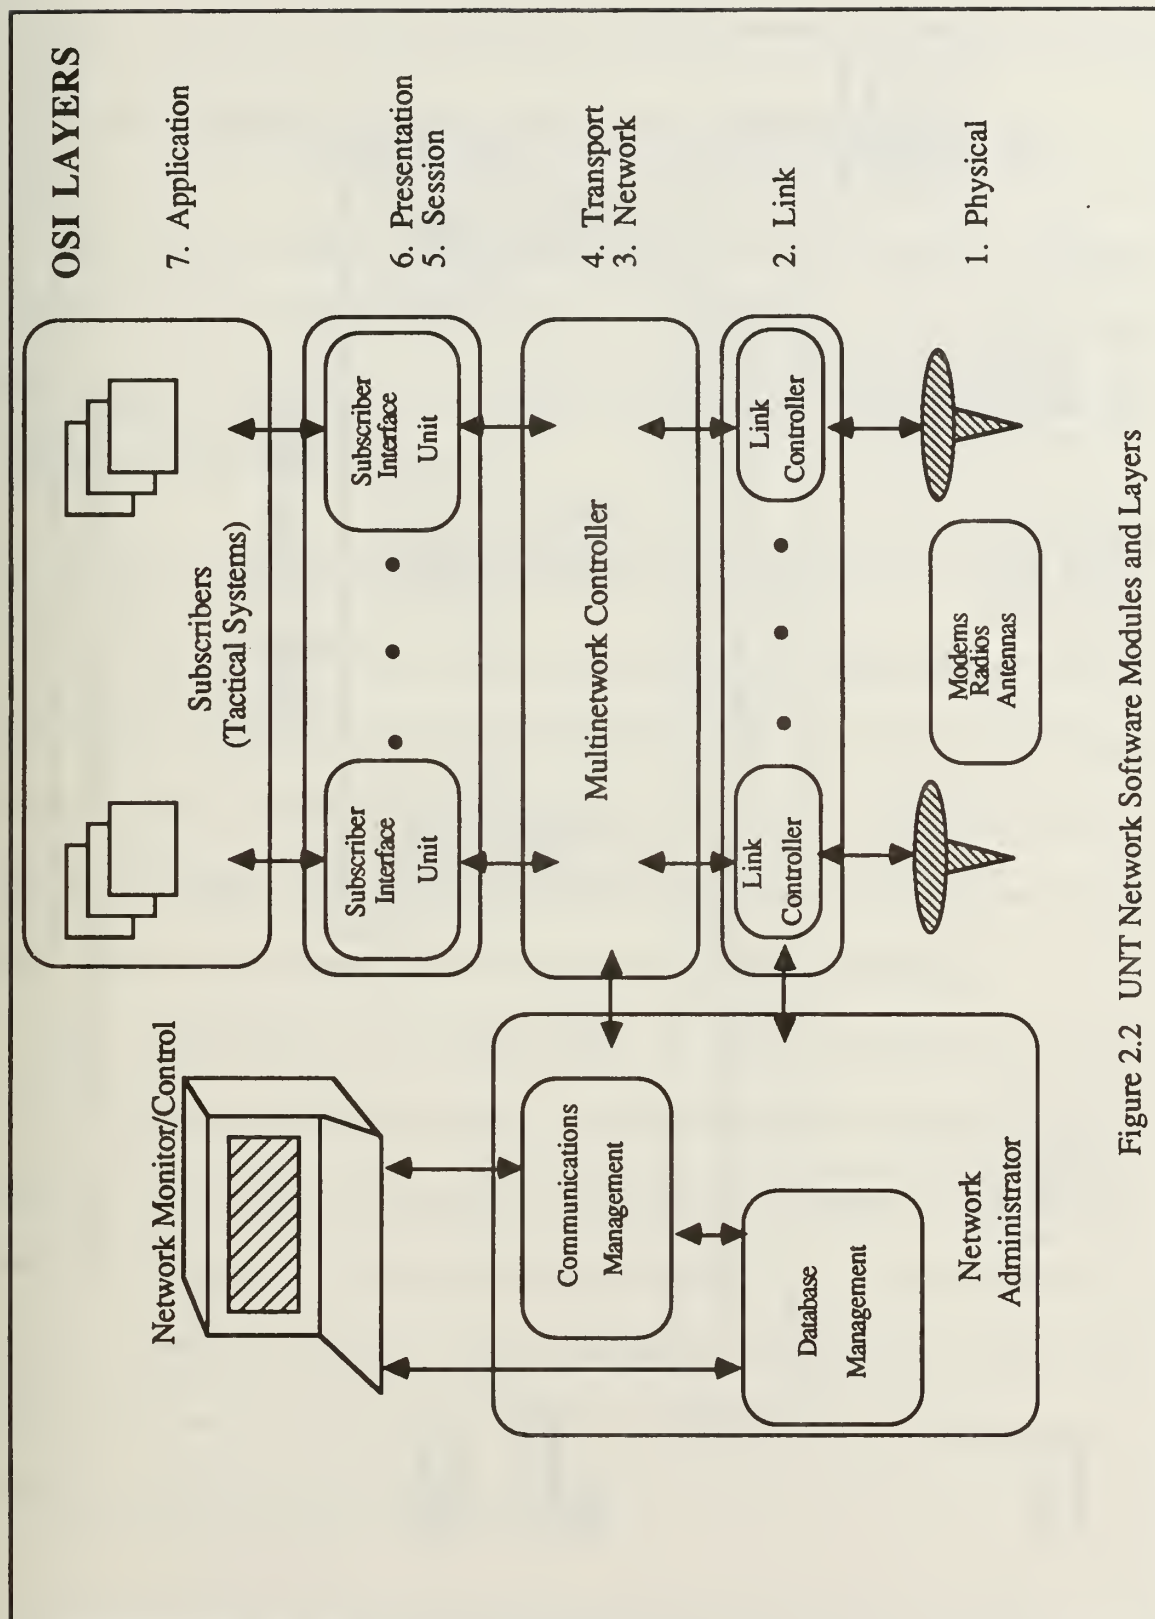 OSI LAYERS
7. Application
6. Presentation
5. Session
4. Transport
3. Network
2. Link
1. Physical
Subscribers
(Tactical Systems)
Subscriber
Interface
Unit
Subscriber
Interface
Unit
Multinetwork Controller
Link
Controller
Link
Controller
Modems
Radios
Antennas
Network Monitor/Control
Communications
Management
Database
Management
Network
Administrator
Figure 2.2 UNT Network Software Modules and Layers